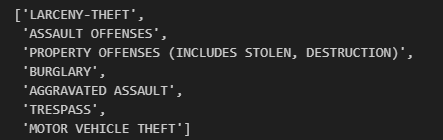 ['LARCENY-THEFT',
'ASSAULT OFFENSES',
'PROPERTY OFFENSES (INCLUDES STOLEN, DESTRUCTION)',
'BURGLARY',
'AGGRAVATED ASSAULT',
'TRESPASS',
'MOTOR VEHICLE THEFT']